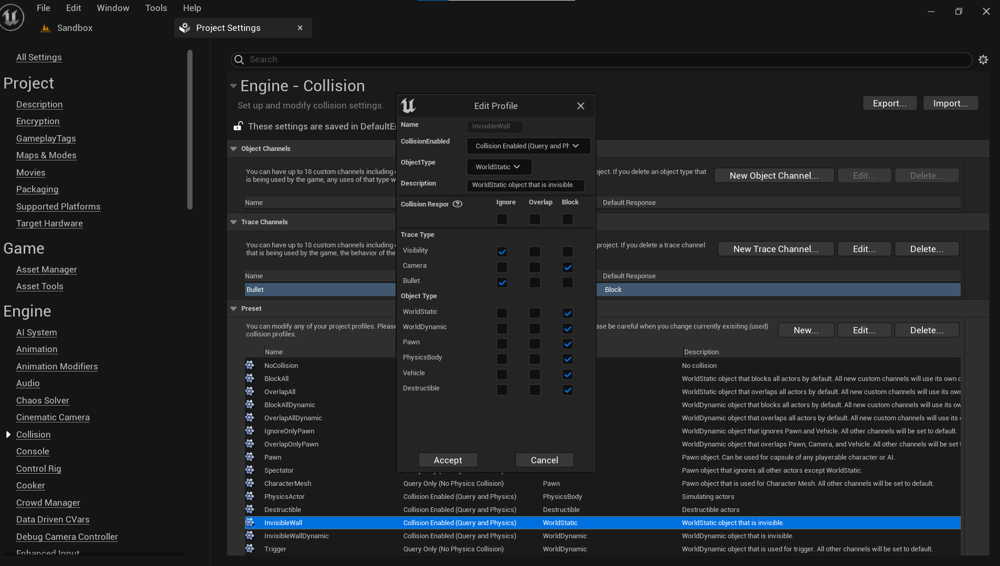 File Edit Window Tools Help
Sandbox
Project Settings
All Settings
Project
Description
Encryption
GameplayTags
Maps & Modes
Movies
Packaging
Supported Platforms
Target Hardware
Game
Asset Manager
Asset Tools
Engine
AI System
Animation
Animation Modifiers
Audio
Chaos Solver
Cinematic Camera
Collision
Console
Control Rig
Cooker
Crowd Manager
Data Driven CVars
Debug Camera Controller
Enhanced Input
Search
Engine - Collision
Set up and modify collision settings.
Export... Import...
These settings are saved in DefaultEn
Object Channels
You can have up to 18 custom channels including
is being used by the game, any uses of that type w
ject. If you delete an object type that
New Object Channel... Edit... Delete...
Name Default Response
Trace Channels
You can have up to 18 custom channels including
that is being used by the game, the behavior of the
project. If you delete a trace channel
New Trace Channel... Edit... Delete...
Name Default Response
Bullet Block
Preset
You can modify any of your project profiles. Please
collision profiles.
ase be careful when you change currently exisiting (used)
New... Edit... Delete...
Name Description
NoCollision No collision
BlockAll WorldStatic object that blocks all actors by default. All new custom channels will use its own d
OverlapAll WorldStatic object that overlaps all actors by default. All new custom channels will use its own
BlockAllDynamic WorldDynamic object that blocks all actors by default. All new custom channels will use its ow
OverlapAllDynamic WorldDynamic object that overlaps all actors by default. All new custom channels will use its
IgnoreOnlyPawn WorldDynamic object that ignores Pawn and Vehicle. All other channels will be set to default.
OverlapOnlyPawn WorldDynamic object that overlaps Pawn, Camera, and Vehicle. All other channels will be set t
Pawn Pawn object. Can be used for capsule of any playerable character or AI.
Spectator Pawn object that ignores all other actors except WorldStatic.
CharacterMesh Query Only (No Physics Collision) Pawn Pawn object that is used for Character Mesh. All other channels will be set to default.
PhysicsActor Collision Enabled (Query and Physics) PhysicsBody Simulating actors
Destructible Collision Enabled (Query and Physics) Destructible Destructible actors
InvisibleWall Collision Enabled (Query and Physics) WorldStatic WorldStatic object that is invisible.
InvisibleWallDynamic Collision Enabled (Query and Physics) WorldDynamic WorldDynamic object that is invisible.
Trigger Query Only (No Physics Collision) WorldDynamic WorldDynamic object that is used for trigger. All other channels will be set to default.
Edit Profile
Name InvisibleWall
CollisionEnabled Collision Enabled (Query and Ph
ObjectType WorldStatic
Description WorldStatic object that is invisible.
Collision Respor Ignore Overlap Block
Trace Type
Visibility
Camera
Bullet
Object Type
WorldStatic
WorldDynamic
Pawn
PhysicsBody
Vehicle
Destructible
Accept Cancel